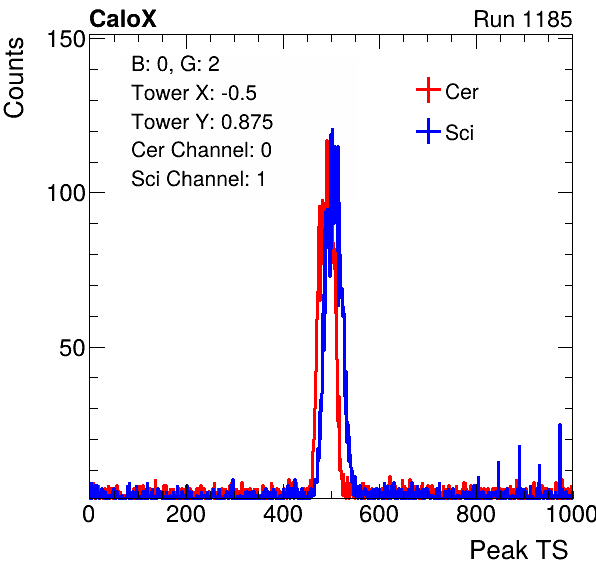 CaloX Run 1185
150
B: 0, G: 2
Tower X: -0.5
Tower Y: 0.875
Cer Channel: 0
Sci Channel: 1
Cer
Sci
Counts
100
50
0 200 400 600 800 1000
Peak TS